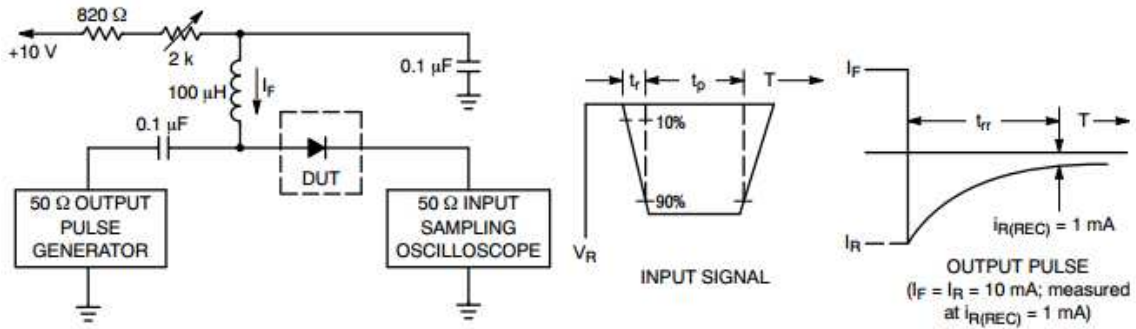 820 Ω
+10 V
2 k
100 μH
I_F
0.1 μF
0.1 μF
DUT
50 Ω OUTPUT
PULSE
GENERATOR
50 Ω INPUT
SAMPLING
OSCILLOSCOPE
t_r
t_p
T
10%
90%
V_R
INPUT SIGNAL
I_F
t_rr
T
I_R
i_R(REC) = 1 mA
OUTPUT PULSE
(I_F = I_R = 10 mA; measured
at i_R(REC) = 1 mA)